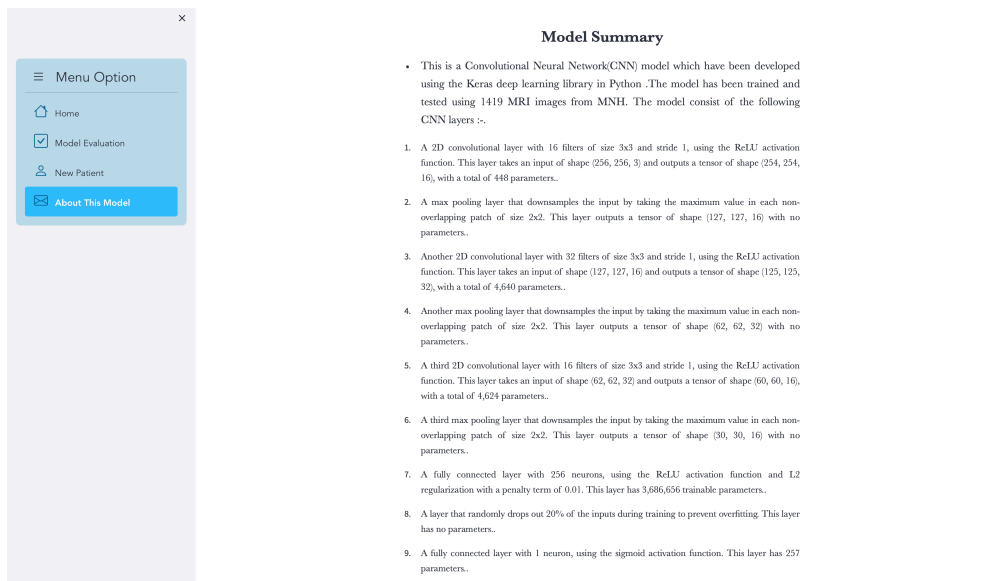 ×
Menu Option
Home
Model Evaluation
New Patient
About This Model
Model Summary
• This is a Convolutional Neural Network(CNN) model which have been developed
using the Keras deep learning library in Python .The model has been trained and
tested using 1419 MRI images from MNH. The model consist of the following
CNN layers :-.
1. A 2D convolutional layer with 16 filters of size 3x3 and stride 1, using the ReLU activation
function. This layer takes an input of shape (256, 256, 3) and outputs a tensor of shape (254, 254,
16), with a total of 448 parameters..
2. A max pooling layer that downsamples the input by taking the maximum value in each non-
overlapping patch of size 2x2. This layer outputs a tensor of shape (127, 127, 16) with no
parameters..
3. Another 2D convolutional layer with 32 filters of size 3x3 and stride 1, using the ReLU activation
function. This layer takes an input of shape (127, 127, 16) and outputs a tensor of shape (125, 125,
32), with a total of 4,640 parameters..
4. Another max pooling layer that downsamples the input by taking the maximum value in each non-
overlapping patch of size 2x2. This layer outputs a tensor of shape (62, 62, 32) with no
parameters..
5. A third 2D convolutional layer with 16 filters of size 3x3 and stride 1, using the ReLU activation
function. This layer takes an input of shape (62, 62, 32) and outputs a tensor of shape (60, 60, 16),
with a total of 4,624 parameters..
6. A third max pooling layer that downsamples the input by taking the maximum value in each non-
overlapping patch of size 2x2. This layer outputs a tensor of shape (30, 30, 16) with no
parameters..
7. A fully connected layer with 256 neurons, using the ReLU activation function and L2
regularization with a penalty term of 0.01. This layer has 3,686,656 trainable parameters..
8. A layer that randomly drops out 20% of the inputs during training to prevent overfitting. This layer
has no parameters..
9. A fully connected layer with 1 neuron, using the sigmoid activation function. This layer has 257
parameters..